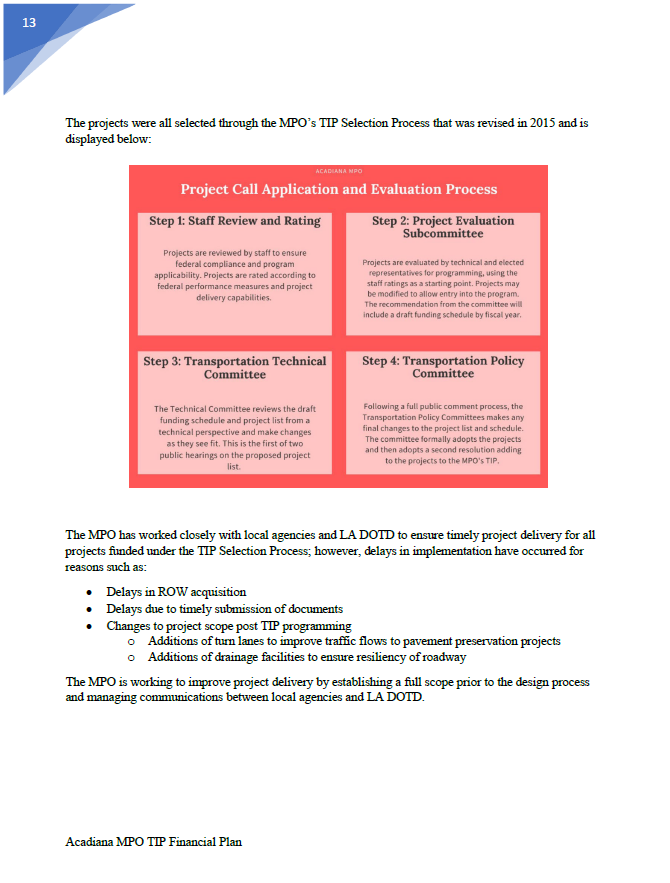 13
The projects were all selected through the MPO's TIP Selection Process that was revised in 2015 and is
displayed below:
ACADIANA MPO
Project Call Application and Evaluation Process
Step 1: Staff Review and Rating
Projects are reviewed by staff to ensure
federal compliance and program
applicability. Projects are rated according to
federal performance measures and project
delivery capabilities.
Step 2: Project Evaluation
Subcommittee
Projects are evaluated by technical and elected
representatives for programming, using the
staff ratings as a starting point. Projects may
be modified to allow entry into the program.
The recommendation from the committee will
include a draft funding schedule by fiscal year.
Step 3: Transportation Technical
Committee
The Technical Committee reviews the draft
funding schedule and project list from a
technical perspective and make changes
as they see fit. This is the first of two
public hearings on the proposed project
list.
Step 4: Transportation Policy
Committee
Following a full public comment process, the
Transportation Policy Committees makes any
final changes to the project list and schedule.
The committee formally adopts the projects
and then adopts a second resolution adding
to the projects to the MPO's TIP.
The MPO has worked closely with local agencies and LA DOTD to ensure timely project delivery for all
projects funded under the TIP Selection Process; however, delays in implementation have occurred for
reasons such as:
• Delays in ROW acquisition
• Delays due to timely submission of documents
• Changes to project scope post TIP programming
o Additions of turn lanes to improve traffic flows to pavement preservation projects
o Additions of drainage facilities to ensure resiliency of roadway
The MPO is working to improve project delivery by establishing a full scope prior to the design process
and managing communications between local agencies and LA DOTD.
Acadiana MPO TIP Financial Plan